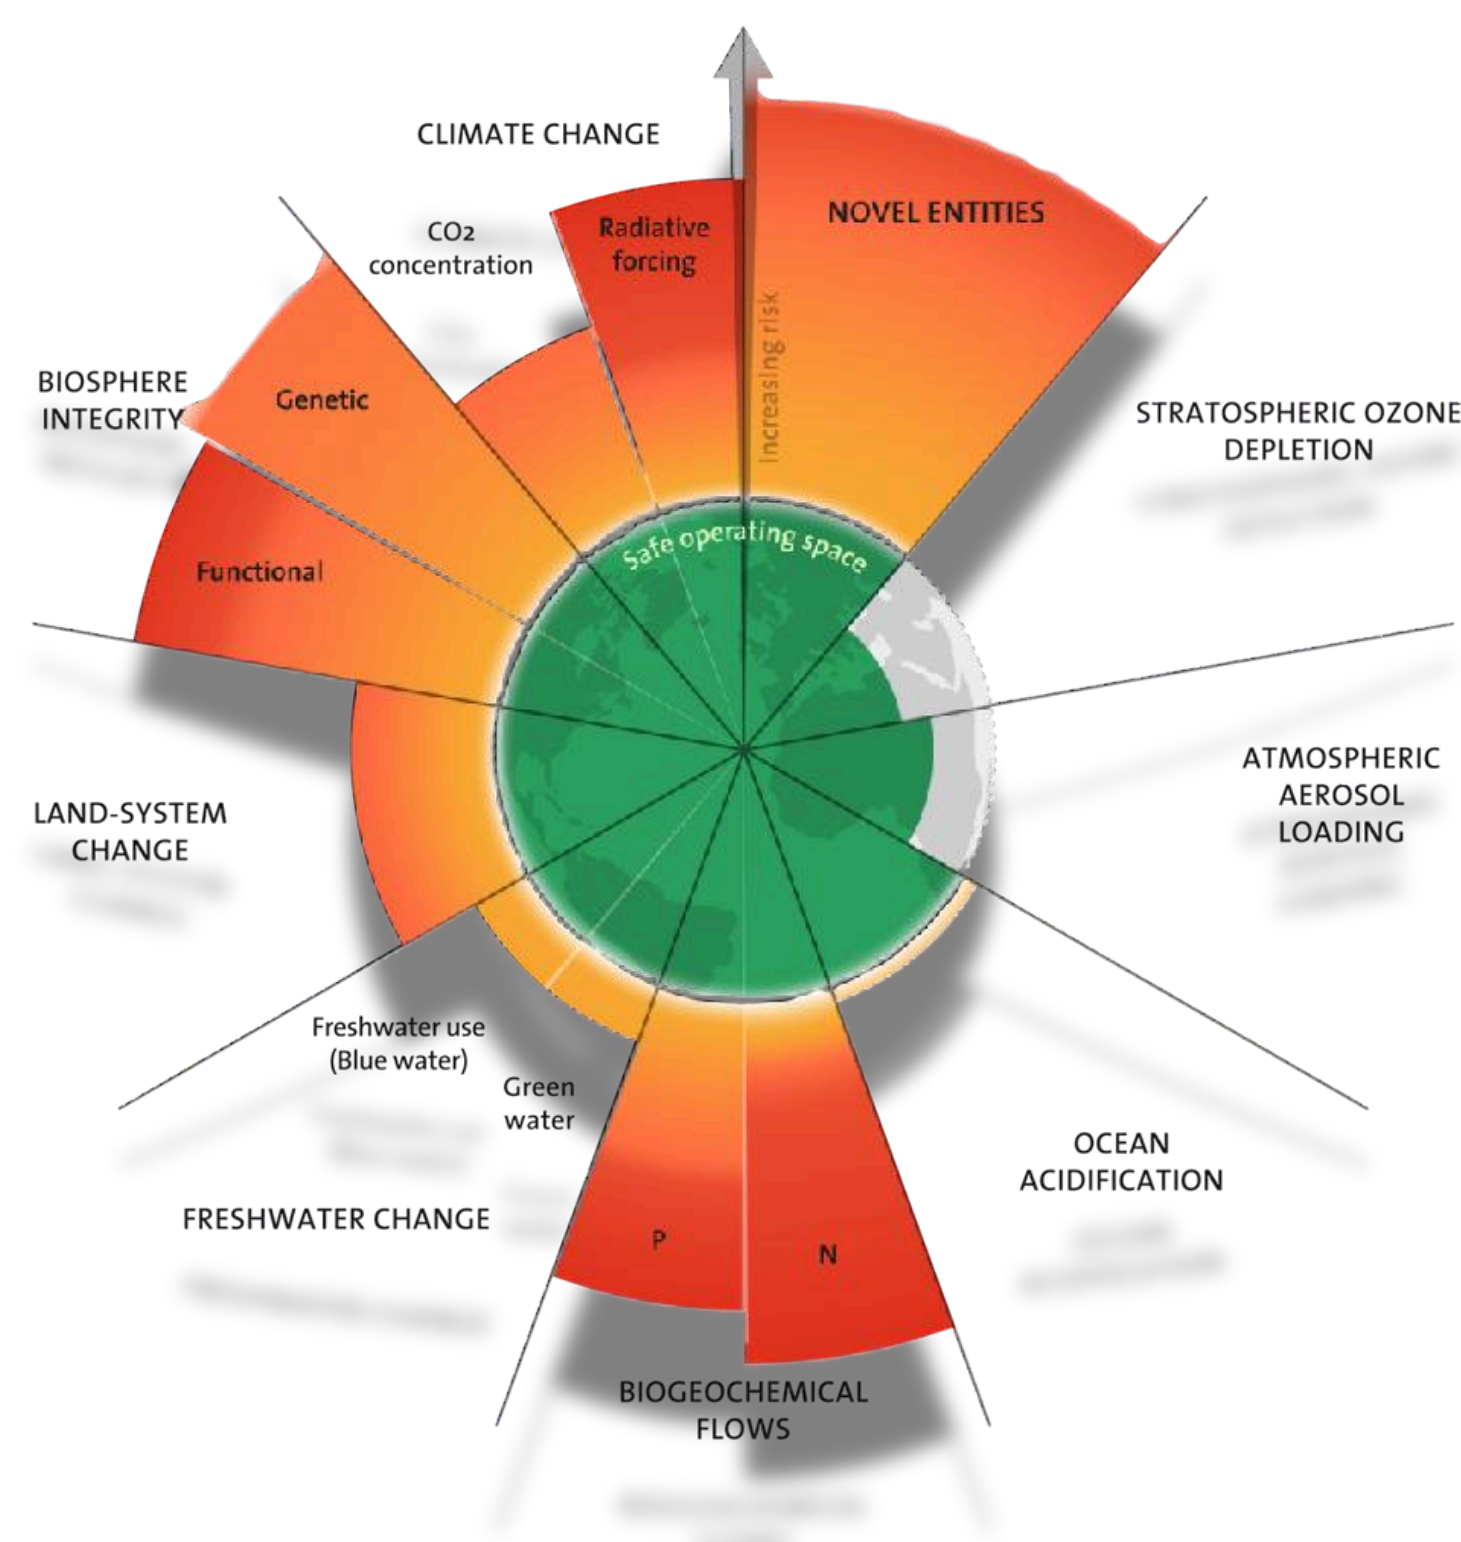 CLIMATE CHANGE
CO2
concentration
Radiative
forcing
NOVEL ENTITIES
Increasing risk
BIOSPHERE
INTEGRITY
Genetic
Functional
STRATOSPHERIC OZONE
DEPLETION
Safe operating space
ATMOSPHERIC
AEROSOL
LOADING
LAND-SYSTEM
CHANGE
Freshwater use
(Blue water)
Green
water
FRESHWATER CHANGE
OCEAN
ACIDIFICATION
P
N
BIOGEOCHEMICAL
FLOWS